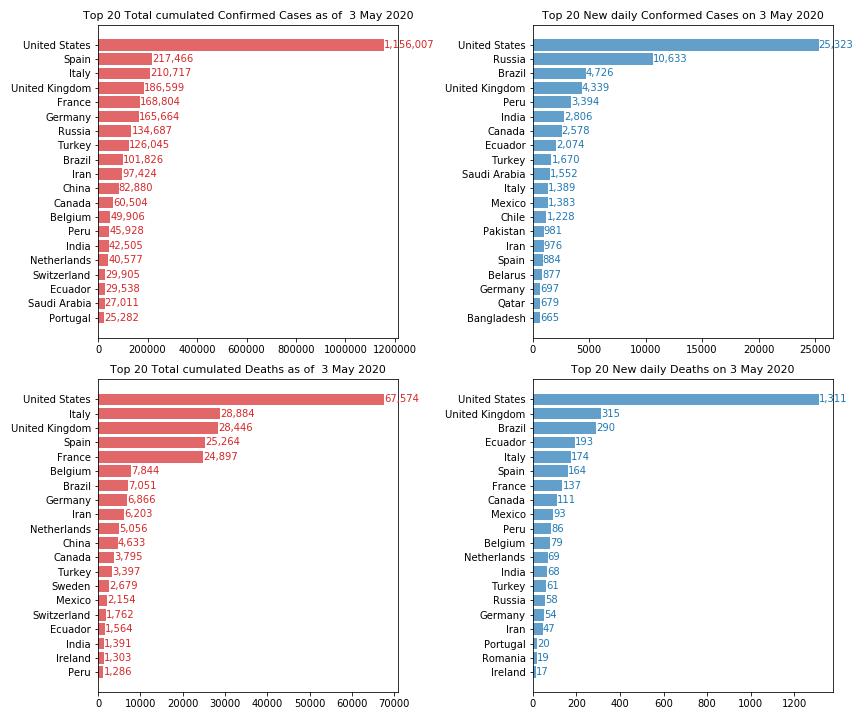 Top 20 Total cumulated Confirmed Cases as of  3 May 2020
United States 1,156,007
Spain 217,466
Italy 210,717
United Kingdom 186,599
France 168,804
Germany 165,664
Russia 134,687
Turkey 126,045
Brazil 101,826
Iran 97,424
China 82,880
Canada 60,504
Belgium 49,906
Peru 45,928
India 42,505
Netherlands 40,577
Switzerland 29,905
Ecuador 29,538
Saudi Arabia 27,011
Portugal 25,282
0 200000 400000 600000 800000 1000000 1200000
Top 20 New daily Conformed Cases on 3 May 2020
United States 25,323
Russia 10,633
Brazil 4,726
United Kingdom 4,339
Peru 3,394
India 2,806
Canada 2,578
Ecuador 2,074
Turkey 1,670
Saudi Arabia 1,552
Italy 1,389
Mexico 1,383
Chile 1,228
Pakistan 981
Iran 976
Spain 884
Belarus 877
Germany 697
Qatar 679
Bangladesh 665
0 5000 10000 15000 20000 25000
Top 20 Total cumulated Deaths as of  3 May 2020
United States 67,574
Italy 28,884
United Kingdom 28,446
Spain 25,264
France 24,897
Belgium 7,844
Brazil 7,051
Germany 6,866
Iran 6,203
Netherlands 5,056
China 4,633
Canada 3,795
Turkey 3,397
Sweden 2,679
Mexico 2,154
Switzerland 1,762
Ecuador 1,564
India 1,391
Ireland 1,303
Peru 1,286
0 10000 20000 30000 40000 50000 60000 70000
Top 20 New daily Deaths on 3 May 2020
United States 1,311
United Kingdom 315
Brazil 290
Ecuador 193
Italy 174
Spain 164
France 137
Canada 111
Mexico 93
Peru 86
Belgium 79
Netherlands 69
India 68
Turkey 61
Russia 58
Germany 54
Iran 47
Portugal 20
Romania 19
Ireland 17
0 200 400 600 800 1000 1200